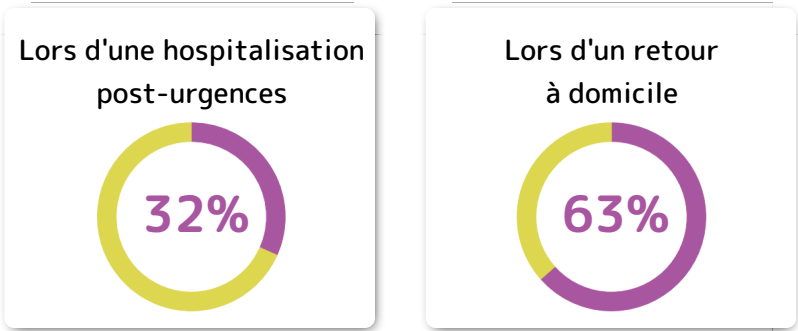 Lors d'une hospitalisation
post-urgences
32%
Lors d'un retour
à domicile
63%